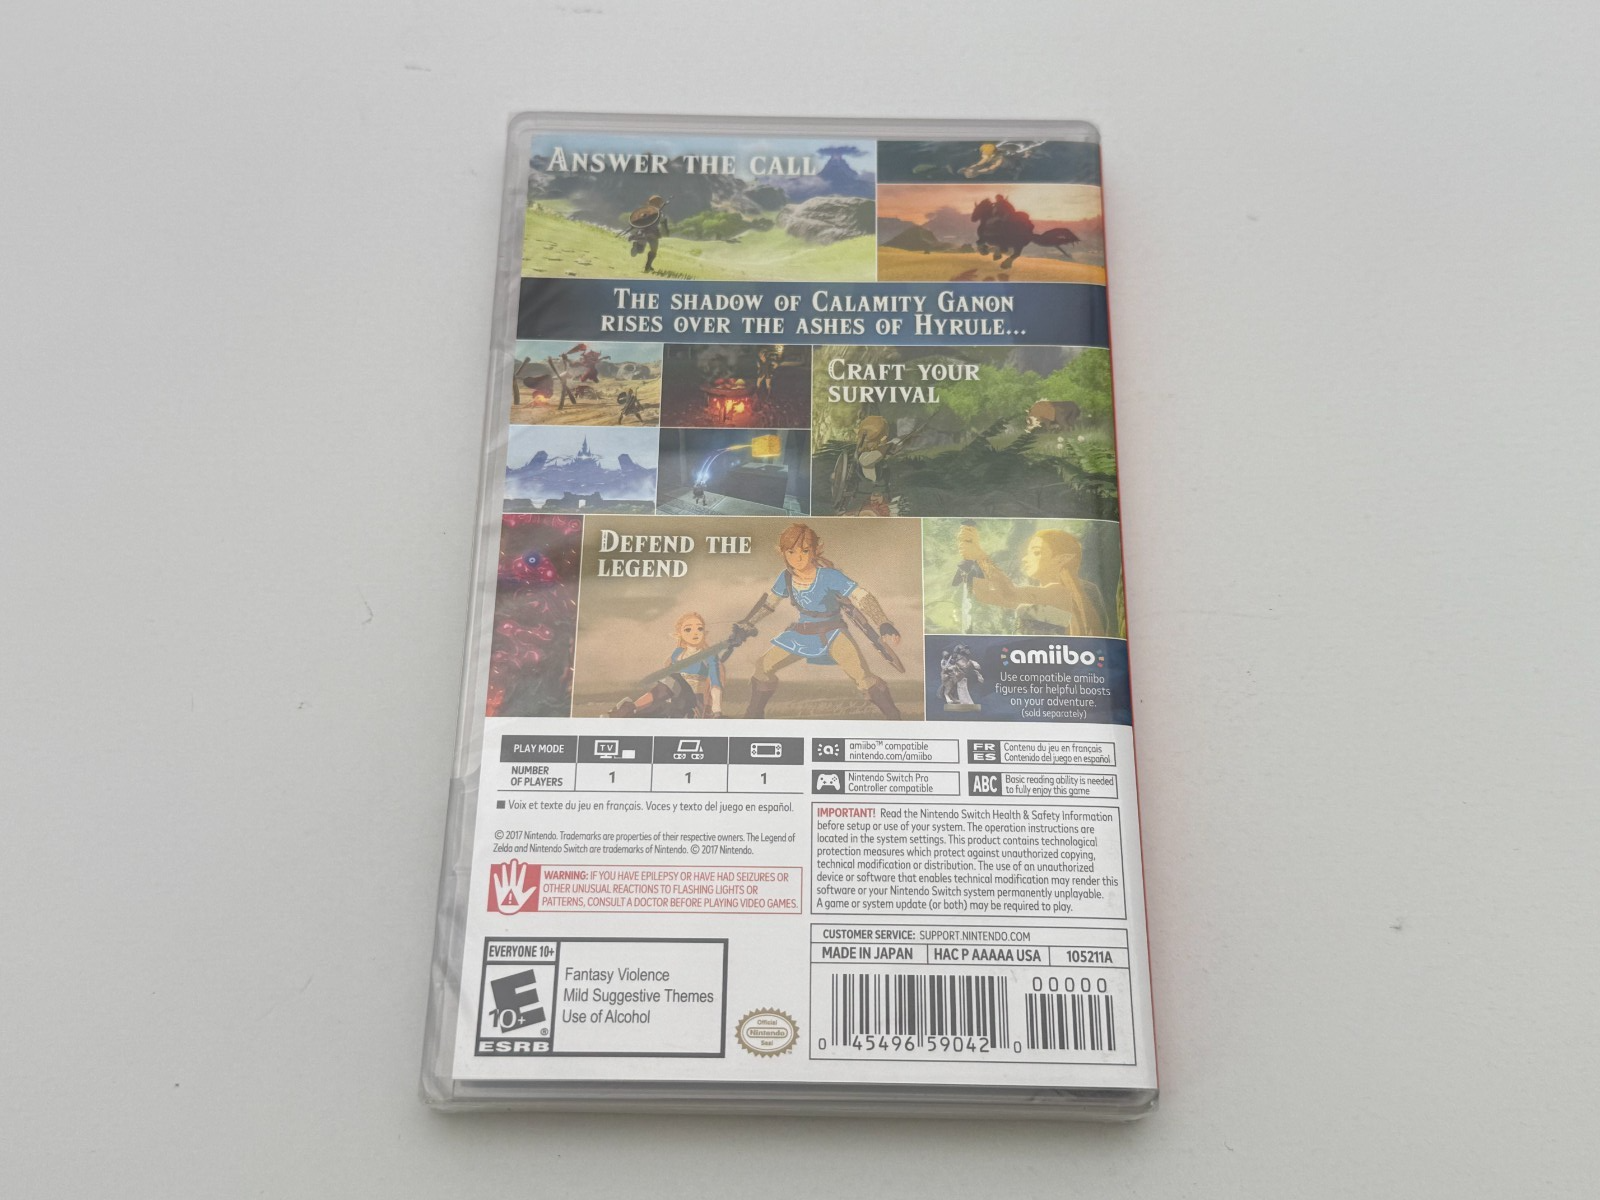 ANSWER THE CALL
THE SHADOW OF CALAMITY GANON
RISES OVER THE ASHES OF HYRULE...
CRAFT YOUR
SURVIVAL
DEFEND THE
LEGEND
amiibo
Use compatible amiibo
figures for helpful boosts
on your adventure.
(sold separately)
PLAY MODE
TV
NUMBER
OF PLAYERS
1
1
1
Voix et texte du jeu en français. Voces y texto del juego en español.
© 2017 Nintendo. Trademarks are properties of their respective owners. The Legend of
Zelda and Nintendo Switch are trademarks of Nintendo. © 2017 Nintendo.
WARNING: IF YOU HAVE EPILEPSY OR HAVE HAD SEIZURES OR
OTHER UNUSUAL REACTIONS TO FLASHING LIGHTS OR
PATTERNS, CONSULT A DOCTOR BEFORE PLAYING VIDEO GAMES.
EVERYONE 10+
E
10+
®
ESRB
Fantasy Violence
Mild Suggestive Themes
Use of Alcohol
Official
Nintendo
Seal
a
amiibo™ compatible
nintendo.com/amiibo
FR
ES
Contenu du jeu en français
Contenido del juego en español
Nintendo Switch Pro
Controller compatible
ABC
Basic reading ability is needed
to fully enjoy this game
IMPORTANT! Read the Nintendo Switch Health & Safety Information
before setup or use of your system. The operation instructions are
located in the system settings. This product contains technological
protection measures which protect against unauthorized copying,
technical modification or distribution. The use of an unauthorized
device or software that enables technical modification may render this
software or your Nintendo Switch system permanently unplayable.
A game or system update (or both) may be required to play.
CUSTOMER SERVICE: SUPPORT.NINTENDO.COM
MADE IN JAPAN
HAC P AAAAA USA
105211A
00000
0 45496 59042 0